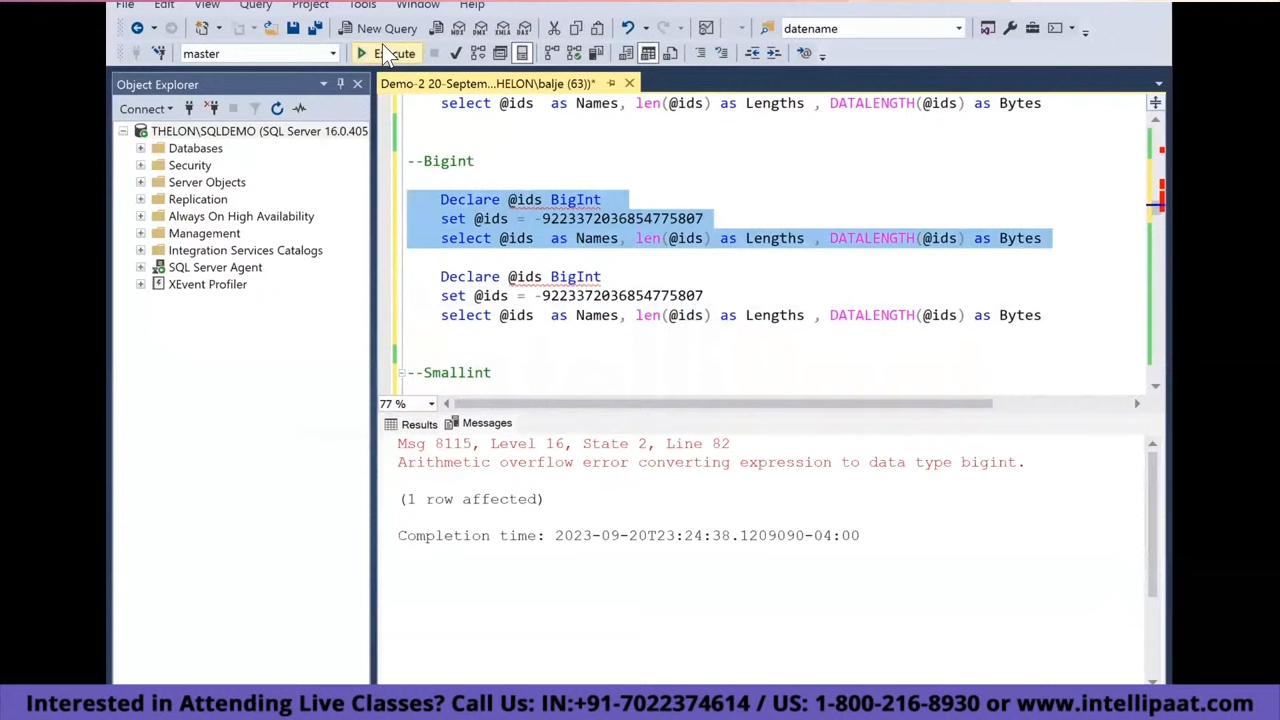 File Edit View Query Project Tools Window Help
New Query MDX DMX XMLA DAX datename
master Execute
Object Explorer
Connect
THELON\SQLDEMO (SQL Server 16.0.405
Databases
Security
Server Objects
Replication
Always On High Availability
Management
Integration Services Catalogs
SQL Server Agent
XEvent Profiler
Demo-2 20-Septem...HELON\balje (63))*
select @ids  as Names, len(@ids) as Lengths , DATALENGTH(@ids) as Bytes
--Bigint
Declare @ids BigInt
set @ids = -9223372036854775807
select @ids  as Names, len(@ids) as Lengths , DATALENGTH(@ids) as Bytes
Declare @ids BigInt
set @ids = -9223372036854775807
select @ids  as Names, len(@ids) as Lengths , DATALENGTH(@ids) as Bytes
--Smallint
77 %
Results Messages
Msg 8115, Level 16, State 2, Line 82
Arithmetic overflow error converting expression to data type bigint.
(1 row affected)
Completion time: 2023-09-20T23:24:38.1209090-04:00
Interested in Attending Live Classes? Call Us: IN:+91-7022374614 / US: 1-800-216-8930 or www.intellipaat.com